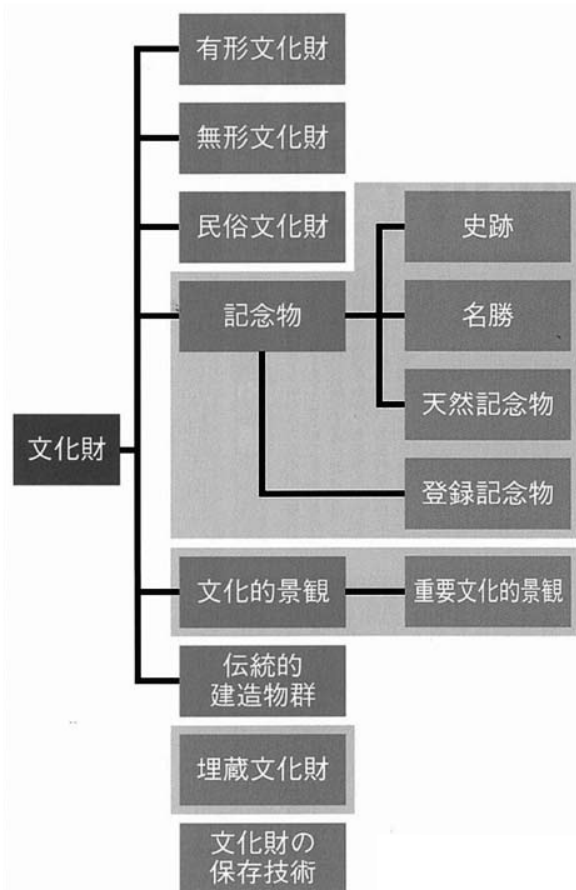 有形文化財
無形文化財
民俗文化財
史跡
記念物
名勝
天然記念物
文化財
登録記念物
文化的景観
重要文化的景観
伝統的
建造物群
埋蔵文化財
文化財の
保存技術